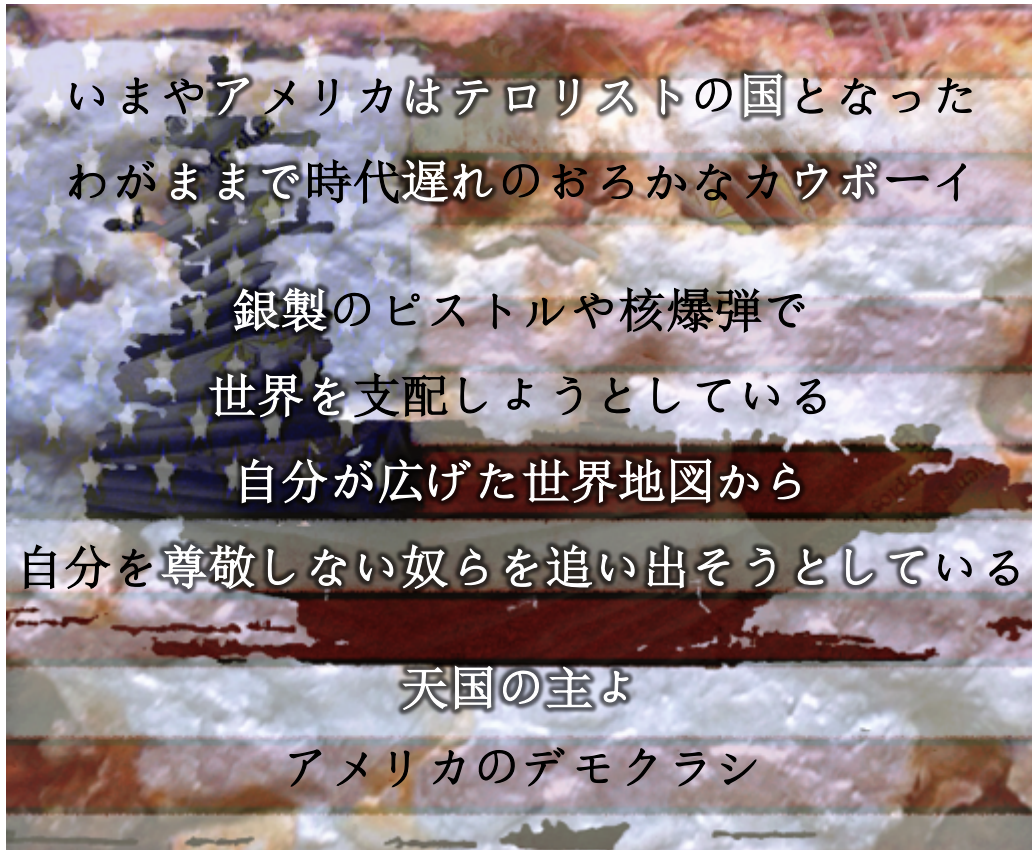 いまやアメリカはテロリストの国となった
わがままで時代遅れのおろかなカウボーイ
銀製のピストルや核爆弾で
世界を支配しようとしている
自分が広げた世界地図から
自分を尊敬しない奴らを追い出そうとしている
天国の主よ
アメリカのデモクラシ